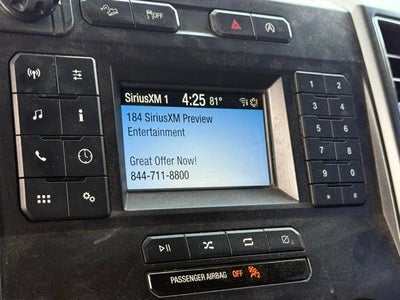 OFF
SiriusXM 1 4:25 81°
184 SiriusXM Preview
Entertainment
Great Offer Now!
844-711-8800
1 2
3 4
5 6
7 8
9 0
* #
PASSENGER AIRBAG OFF